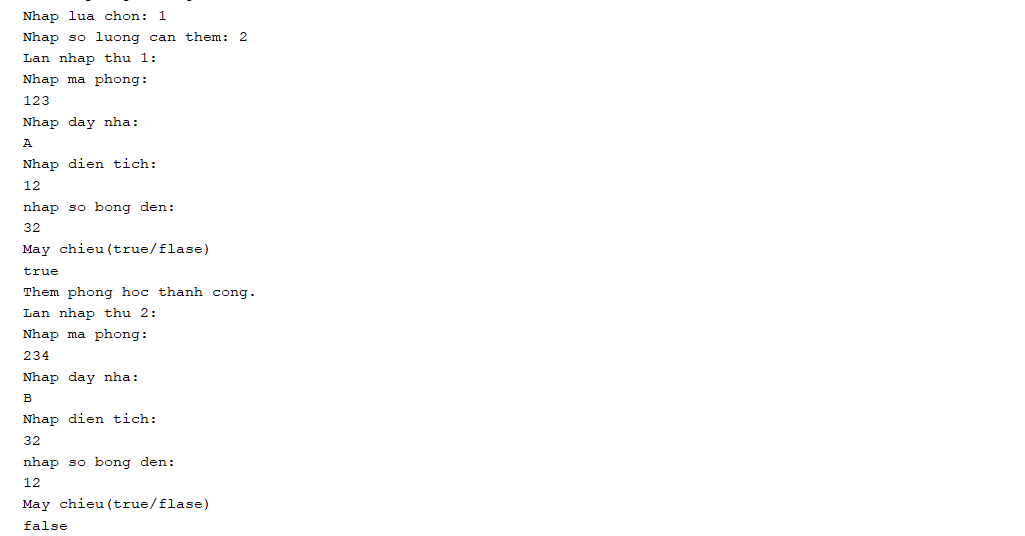 Nhap lua chon: 1
Nhap so luong can them: 2
Lan nhap thu 1:
Nhap ma phong:
123
Nhap day nha:
A
Nhap dien tich:
12
nhap so bong den:
32
May chieu(true/flase)
true
Them phong hoc thanh cong.
Lan nhap thu 2:
Nhap ma phong:
234
Nhap day nha:
B
Nhap dien tich:
32
nhap so bong den:
12
May chieu(true/flase)
false